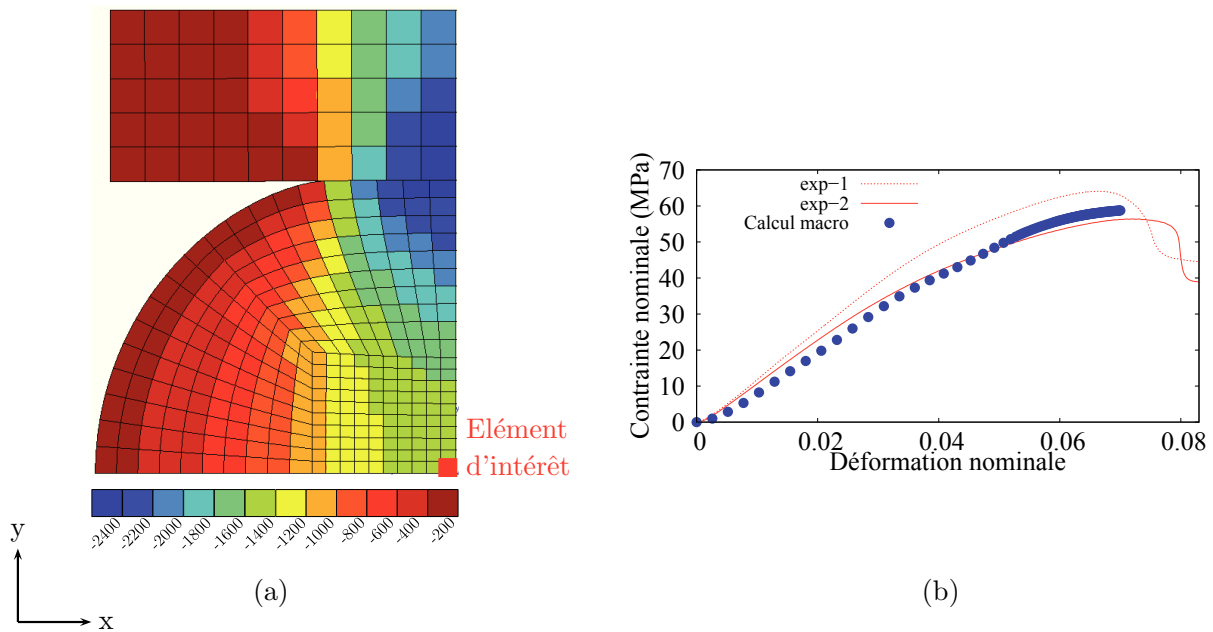 Elément
d'intérêt
-2400 -2200 -2000 -1800 -1600 -1400 -1200 -1000 -800 -600 -400 -200
y
x
(a)
Contrainte nominale (MPa)
70
60
50
40
30
20
10
0
exp-1
exp-2
Calcul macro
0 0.02 0.04 0.06 0.08
Déformation nominale
(b)